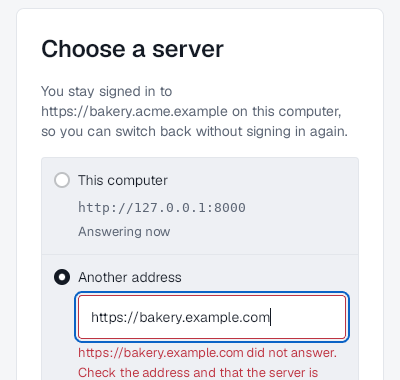 Choose a server
You stay signed in to
https://bakery.acme.example on this computer,
so you can switch back without signing in again.
This computer
http://127.0.0.1:8000
Answering now
Another address
https://bakery.example.com
https://bakery.example.com did not answer.
Check the address and that the server is